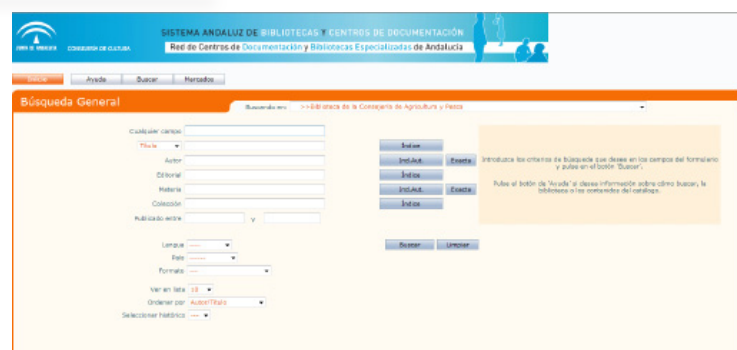 SISTEMA ANDALUZ DE BIBLIOTECAS Y CENTROS DE DOCUMENTACIÓN
JUNTA DE ANDALUCIA CONSEJERÍA DE CULTURA Red de Centros de Documentación y Bibliotecas Especializadas de Andalucía
Inicio Ayuda Buscar Marcados
Búsqueda General
Buscando en: >>Biblioteca de la Consejería de Agricultura y Pesca
Cualquier campo
Título Índice
Autor Ind.Aut. Exacta
Editorial Índice
Materia Ind.Aut. Exacta
Colección Índice
Publicado entre y
Introduzca los criterios de búsqueda que desee en los campos del formulario
y pulse en el botón 'Buscar'.
Pulse el botón de 'Ayuda' si desea información sobre cómo buscar, la
biblioteca o los contenidos del catálogo.
Lengua ---- Buscar Limpiar
País ------
Formato ---
Ver en lista 10
Ordenar por Autor/Título
Seleccionar histórico ---